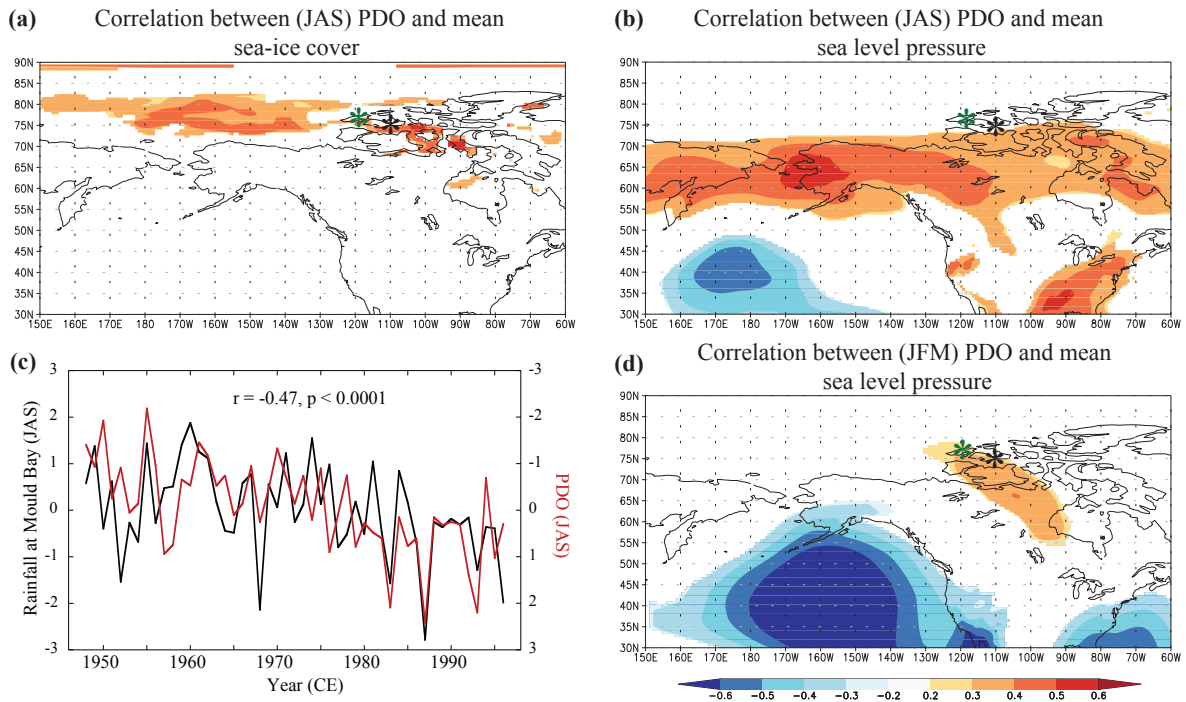 (a)
Correlation between (JAS) PDO and mean
sea-ice cover
90N
85N
80N
75N
70N
65N
60N
55N
50N
45N
40N
35N
30N
150E 160E 170E 180 170W 160W 150W 140W 130W 120W 110W 100W 90W 80W 70W 60W
(b)
Correlation between (JAS) PDO and mean
sea level pressure
90N
85N
80N
75N
70N
65N
60N
55N
50N
45N
40N
35N
30N
150E 160E 170E 180 170W 160W 150W 140W 130W 120W 110W 100W 90W 80W 70W 60W
(c)
r = -0.47, p < 0.0001
Rainfall at Mould Bay (JAS)
3
2
1
0
-1
-2
-3
-3
-2
-1
0
1
2
3
PDO (JAS)
1950 1960 1970 1980 1990
Year (CE)
(d)
Correlation between (JFM) PDO and mean
sea level pressure
90N
85N
80N
75N
70N
65N
60N
55N
50N
45N
40N
35N
30N
150E 160E 170E 180 170W 160W 150W 140W 130W 120W 110W 100W 90W 80W 70W 60W
-0.6 -0.5 -0.4 -0.3 -0.2 0.2 0.3 0.4 0.5 0.6